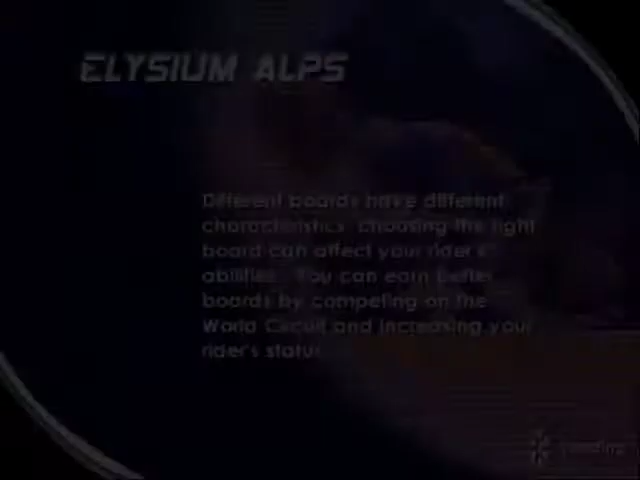 ELYSIUM ALPS
Different boards have different
characteristics, choosing the right
board can affect your rider's
abilities. You can earn better
boards by competing on the
World Circuit and increasing your
rider's status.
Loading